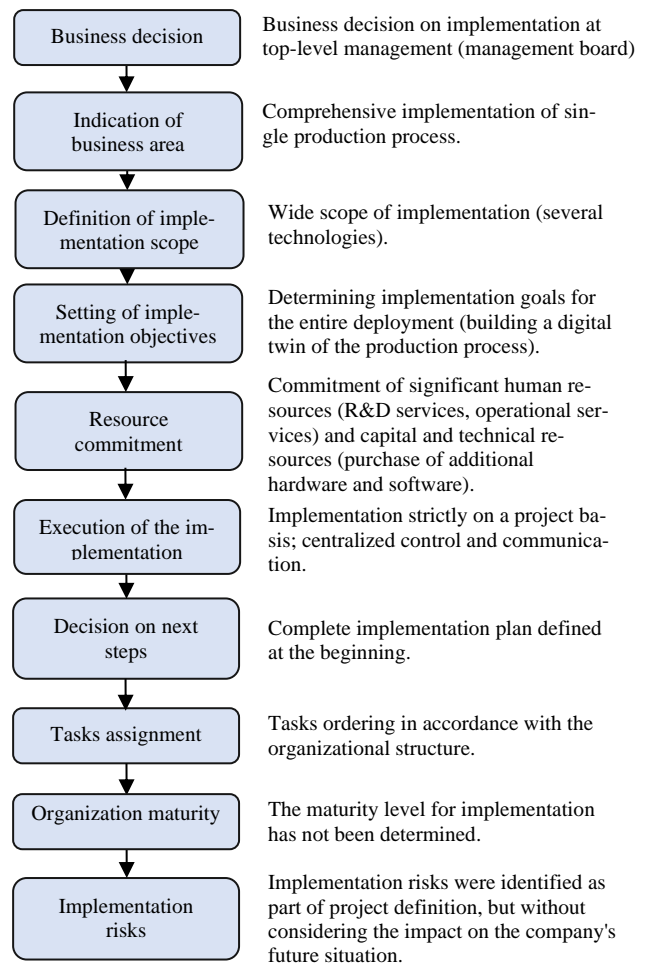 Business decision
Business decision on implementation at
top-level management (management board)
Indication of
business area
Comprehensive implementation of sin-
gle production process.
Definition of imple-
mentation scope
Wide scope of implementation (several
technologies).
Setting of imple-
mentation objectives
Determining implementation goals for
the entire deployment (building a digital
twin of the production process).
Resource
commitment
Commitment of significant human re-
sources (R&D services, operational ser-
vices) and capital and technical re-
sources (purchase of additional
hardware and software).
Execution of the im-
plementation
Implementation strictly on a project ba-
sis; centralized control and communica-
tion.
Decision on next
steps
Complete implementation plan defined
at the beginning.
Tasks assignment
Tasks ordering in accordance with the
organizational structure.
Organization maturity
The maturity level for implementation
has not been determined.
Implementation
risks
Implementation risks were identified as
part of project definition, but without
considering the impact on the company's
future situation.